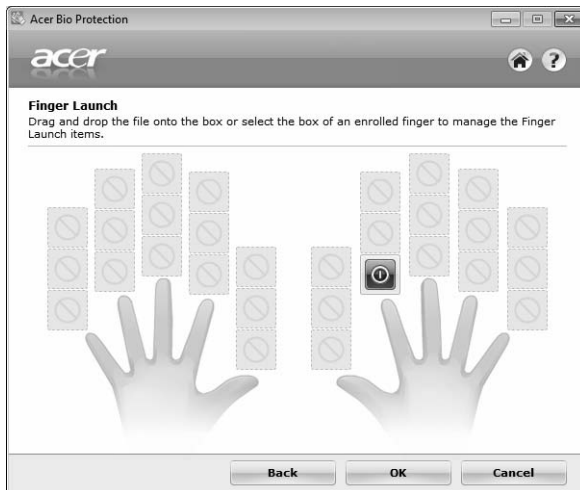 Acer Bio Protection
acer
?
Finger Launch
Drag and drop the file onto the box or select the box of an enrolled finger to manage the Finger
Launch items.
Back OK Cancel